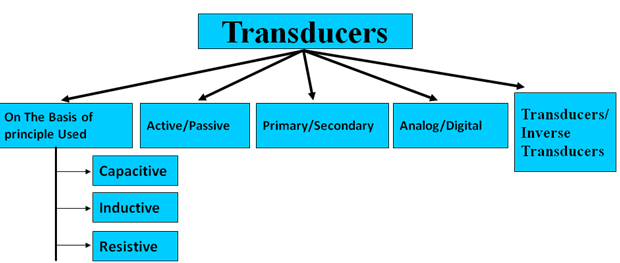 Transducers
On The Basis of
principle Used
Active/Passive
Primary/Secondary
Analog/Digital
Transducers/
Inverse
Transducers
Capacitive
Inductive
Resistive